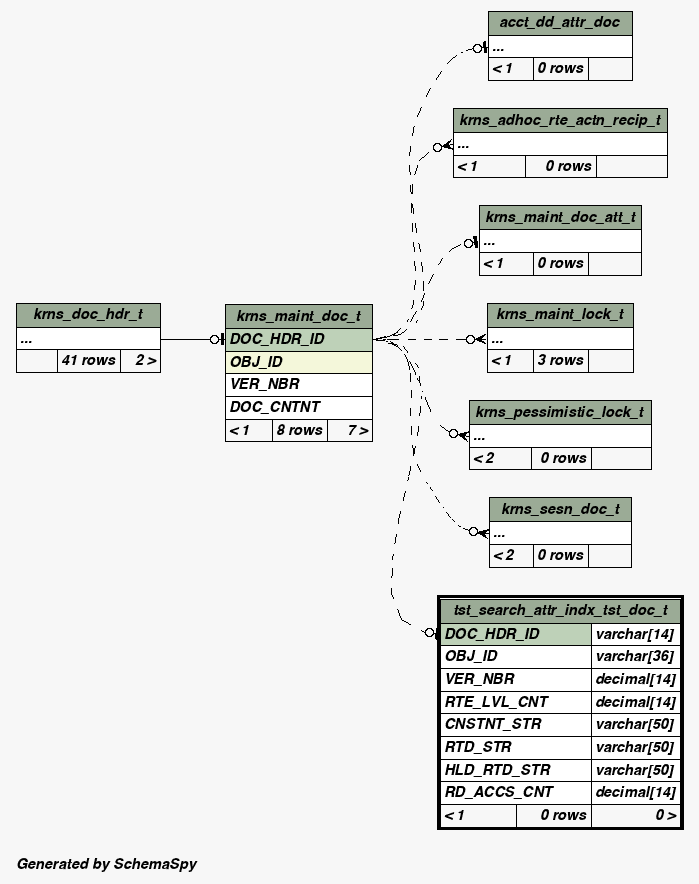 acct_dd_attr_doc
...
< 1 0 rows
krns_adhoc_rte_actn_recip_t
...
< 1 0 rows
krns_maint_doc_att_t
...
< 1 0 rows
krns_doc_hdr_t
...
41 rows 2 >
krns_maint_doc_t
DOC_HDR_ID
OBJ_ID
VER_NBR
DOC_CNTNT
< 1 8 rows 7 >
krns_maint_lock_t
...
< 1 3 rows
krns_pessimistic_lock_t
...
< 2 0 rows
krns_sesn_doc_t
...
< 2 0 rows
tst_search_attr_indx_tst_doc_t
DOC_HDR_ID varchar[14]
OBJ_ID varchar[36]
VER_NBR decimal[14]
RTE_LVL_CNT decimal[14]
CNSTNT_STR varchar[50]
RTD_STR varchar[50]
HLD_RTD_STR varchar[50]
RD_ACCS_CNT decimal[14]
< 1 0 rows 0 >
Generated by SchemaSpy